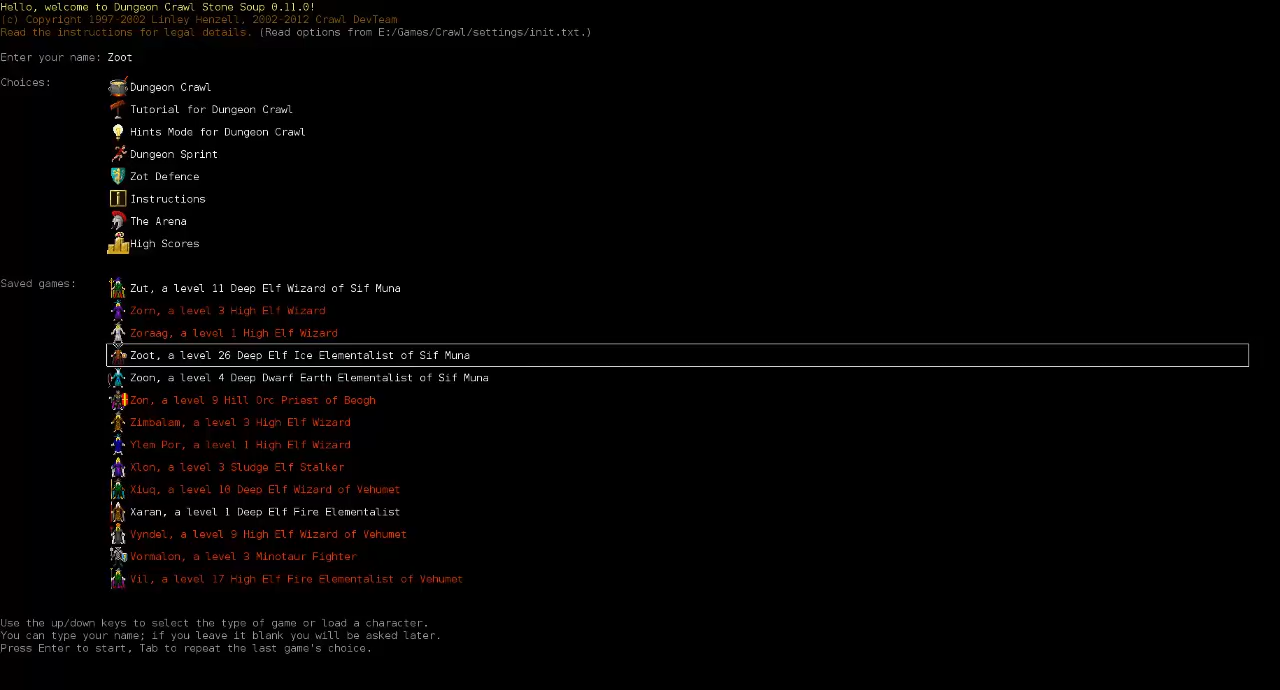 Hello, welcome to Dungeon Crawl Stone Soup 0.11.0!
(c) Copyright 1997-2002 Linley Henzell, 2002-2012 Crawl DevTeam
Read the instructions for legal details. (Read options from E:/Games/Crawl/settings/init.txt.)
Enter your name: Zoot
Choices:
Dungeon Crawl
Tutorial for Dungeon Crawl
Hints Mode for Dungeon Crawl
Dungeon Sprint
Zot Defence
Instructions
The Arena
High Scores
Saved games:
Zut, a level 11 Deep Elf Wizard of Sif Muna
Zorn, a level 3 High Elf Wizard
Zoraag, a level 1 High Elf Wizard
Zoot, a level 26 Deep Elf Ice Elementalist of Sif Muna
Zoon, a level 4 Deep Dwarf Earth Elementalist of Sif Muna
Zon, a level 9 Hill Orc Priest of Beogh
Zimbalam, a level 3 High Elf Wizard
Ylem Por, a level 1 High Elf Wizard
Xlon, a level 3 Sludge Elf Stalker
Xiuq, a level 10 Deep Elf Wizard of Vehumet
Xaran, a level 1 Deep Elf Fire Elementalist
Vyndel, a level 9 High Elf Wizard of Vehumet
Vormalon, a level 3 Minotaur Fighter
Vil, a level 17 High Elf Fire Elementalist of Vehumet
Use the up/down keys to select the type of game or load a character.
You can type your name; if you leave it blank you will be asked later.
Press Enter to start, Tab to repeat the last game's choice.